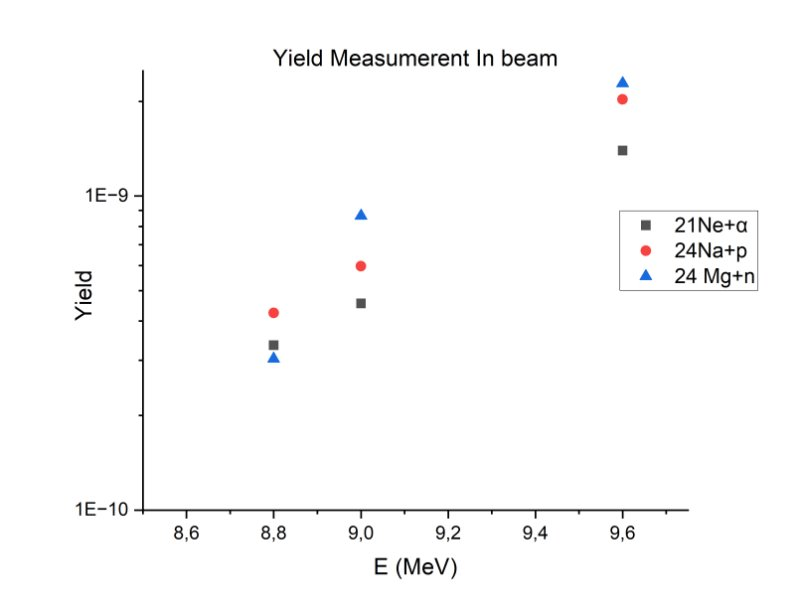 Yield Measumerent In beam
1E−9
1E−10
Yield
8,6 8,8 9,0 9,2 9,4 9,6
E (MeV)
21Ne+α
24Na+p
24 Mg+n